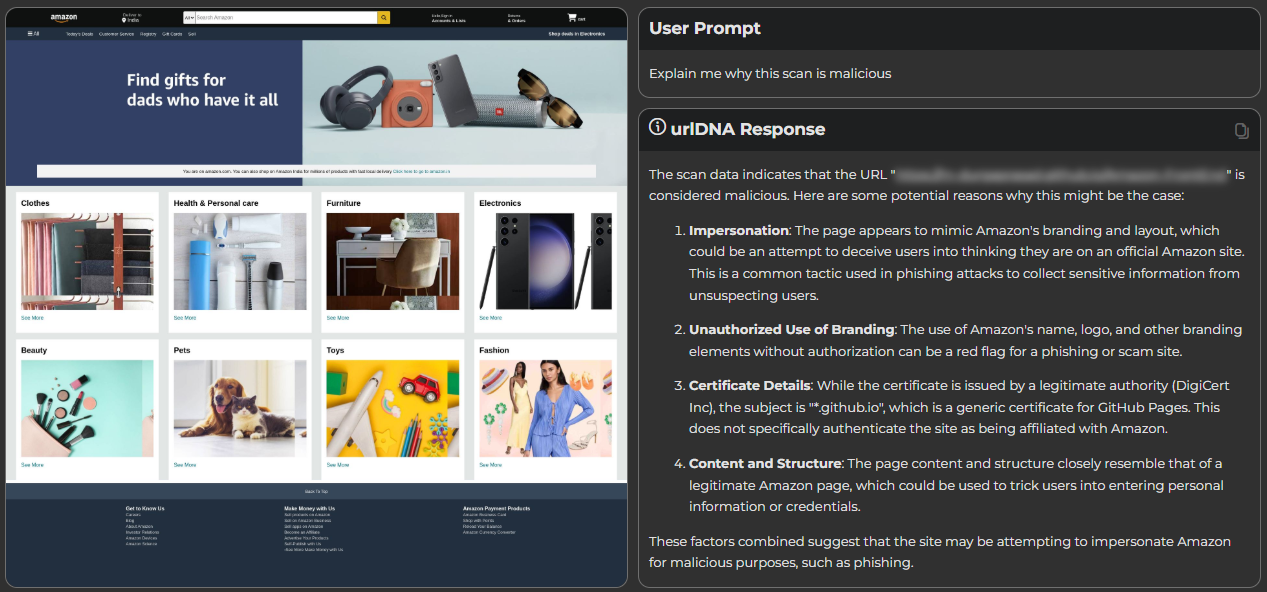 amazon
Deliver to
India
All
Search Amazon
Accounts & Lists
Returns
& Orders
cart
All
Today's Deals
Customer Service
Registry
Gift Cards
Sell
Shop deals in Electronics
Find gifts for
dads who have it all
You are on amazon.com. You can also shop on Amazon India for millions of products with fast local delivery Click here to go to amazon.in
Clothes
Health & Personal care
Furniture
Electronics
See More
See More
See More
See More
Beauty
Pets
Toys
Fashion
See More
See More
See More
See More
Back To Top
Get to Know Us
Careers
Blog
About Amazon
Investor Relations
Amazon Devices
Amazon Science
Make Money with Us
Sell products on Amazon
Sell on Amazon Business
Sell apps on Amazon
Become an Affiliate
Advertise Your Products
Self-Publish with Us
See More Make Money with Us
Amazon Payment Products
Amazon Business Card
Shop with Points
Reload Your Balance
Amazon Currency Converter
User Prompt
Explain me why this scan is malicious
urlDNA Response
The scan data indicates that the URL " " is
considered malicious. Here are some potential reasons why this might be the case:
1. Impersonation: The page appears to mimic Amazon's branding and layout, which
could be an attempt to deceive users into thinking they are on an official Amazon site.
This is a common tactic used in phishing attacks to collect sensitive information from
unsuspecting users.
2. Unauthorized Use of Branding: The use of Amazon's name, logo, and other branding
elements without authorization can be a red flag for a phishing or scam site.
3. Certificate Details: While the certificate is issued by a legitimate authority (DigiCert
Inc), the subject is "*.github.io", which is a generic certificate for GitHub Pages. This
does not specifically authenticate the site as being affiliated with Amazon.
4. Content and Structure: The page content and structure closely resemble that of a
legitimate Amazon page, which could be used to trick users into entering personal
information or credentials.
These factors combined suggest that the site may be attempting to impersonate Amazon
for malicious purposes, such as phishing.